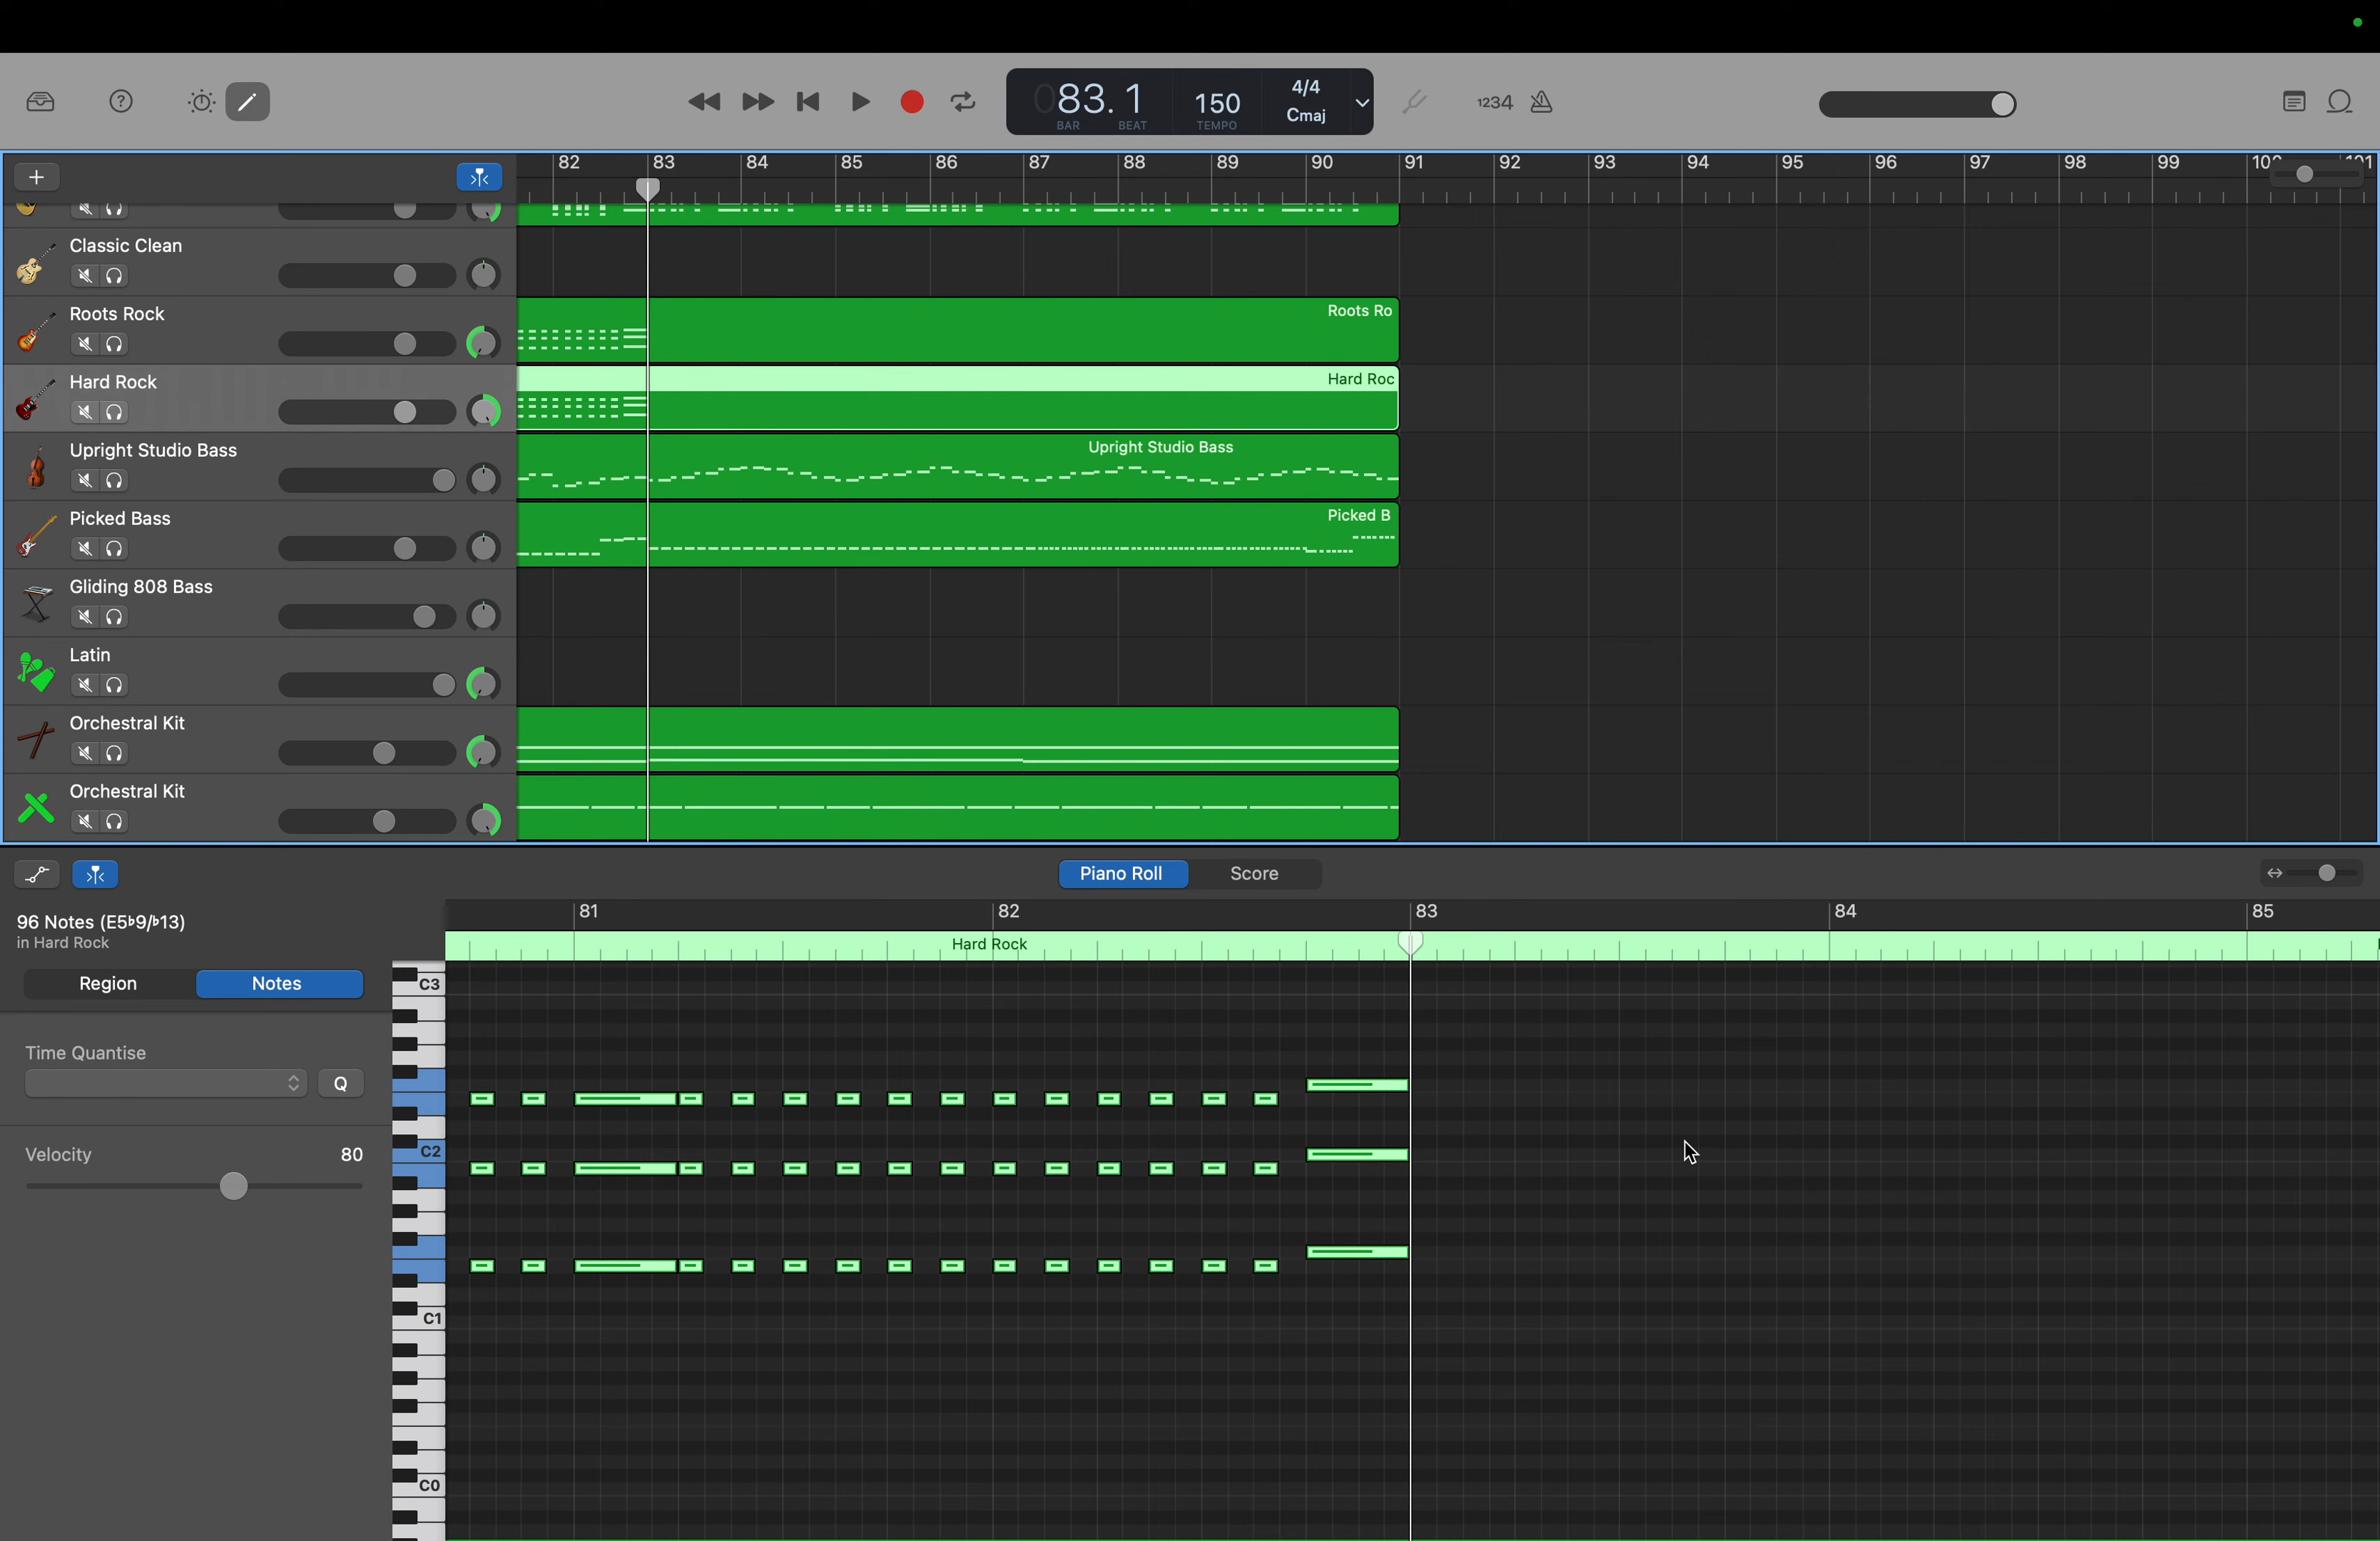 083. 1
BAR BEAT
150
TEMPO
4/4
Cmaj
1234
82 83 84 85 86 87 88 89 90 91 92 93 94 95 96 97 98 99
Classic Clean
Roots Rock
Roots Ro
Hard Rock
Hard Roc
Upright Studio Bass
Upright Studio Bass
Picked Bass
Picked B
Gliding 808 Bass
Latin
Orchestral Kit
Orchestral Kit
Piano Roll Score
96 Notes (E5♭9/♭13)
in Hard Rock
81 82 83 84 85
Hard Rock
Region Notes
C3
Time Quantise
Q
Velocity 80
C2
C1
C0